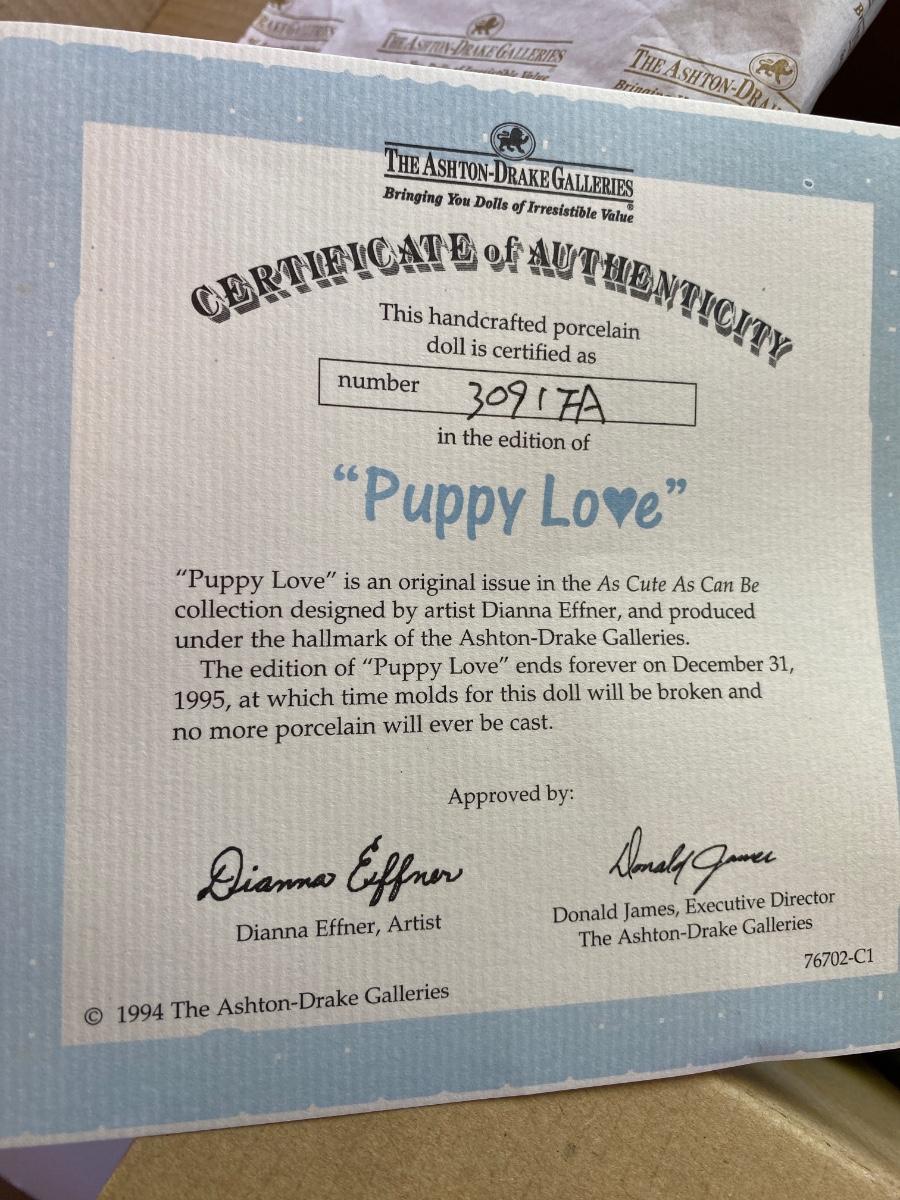 THE ASHTON-DRAKE GALLERIES
THE ASHTON-DRA
THE ASHTON-DRAKE GALLERIES
Bringing You Dolls of Irresistible Value®
CERTIFICATE of AUTHENTICITY
This handcrafted porcelain
doll is certified as
number 30917FA
in the edition of
“Puppy Lo♥e”
“Puppy Love” is an original issue in the As Cute As Can Be
collection designed by artist Dianna Effner, and produced
under the hallmark of the Ashton-Drake Galleries.
The edition of “Puppy Love” ends forever on December 31,
1995, at which time molds for this doll will be broken and
no more porcelain will ever be cast.
Approved by:
Dianna Effner
Donald James
Dianna Effner, Artist
Donald James, Executive Director
The Ashton-Drake Galleries
76702-C1
© 1994 The Ashton-Drake Galleries